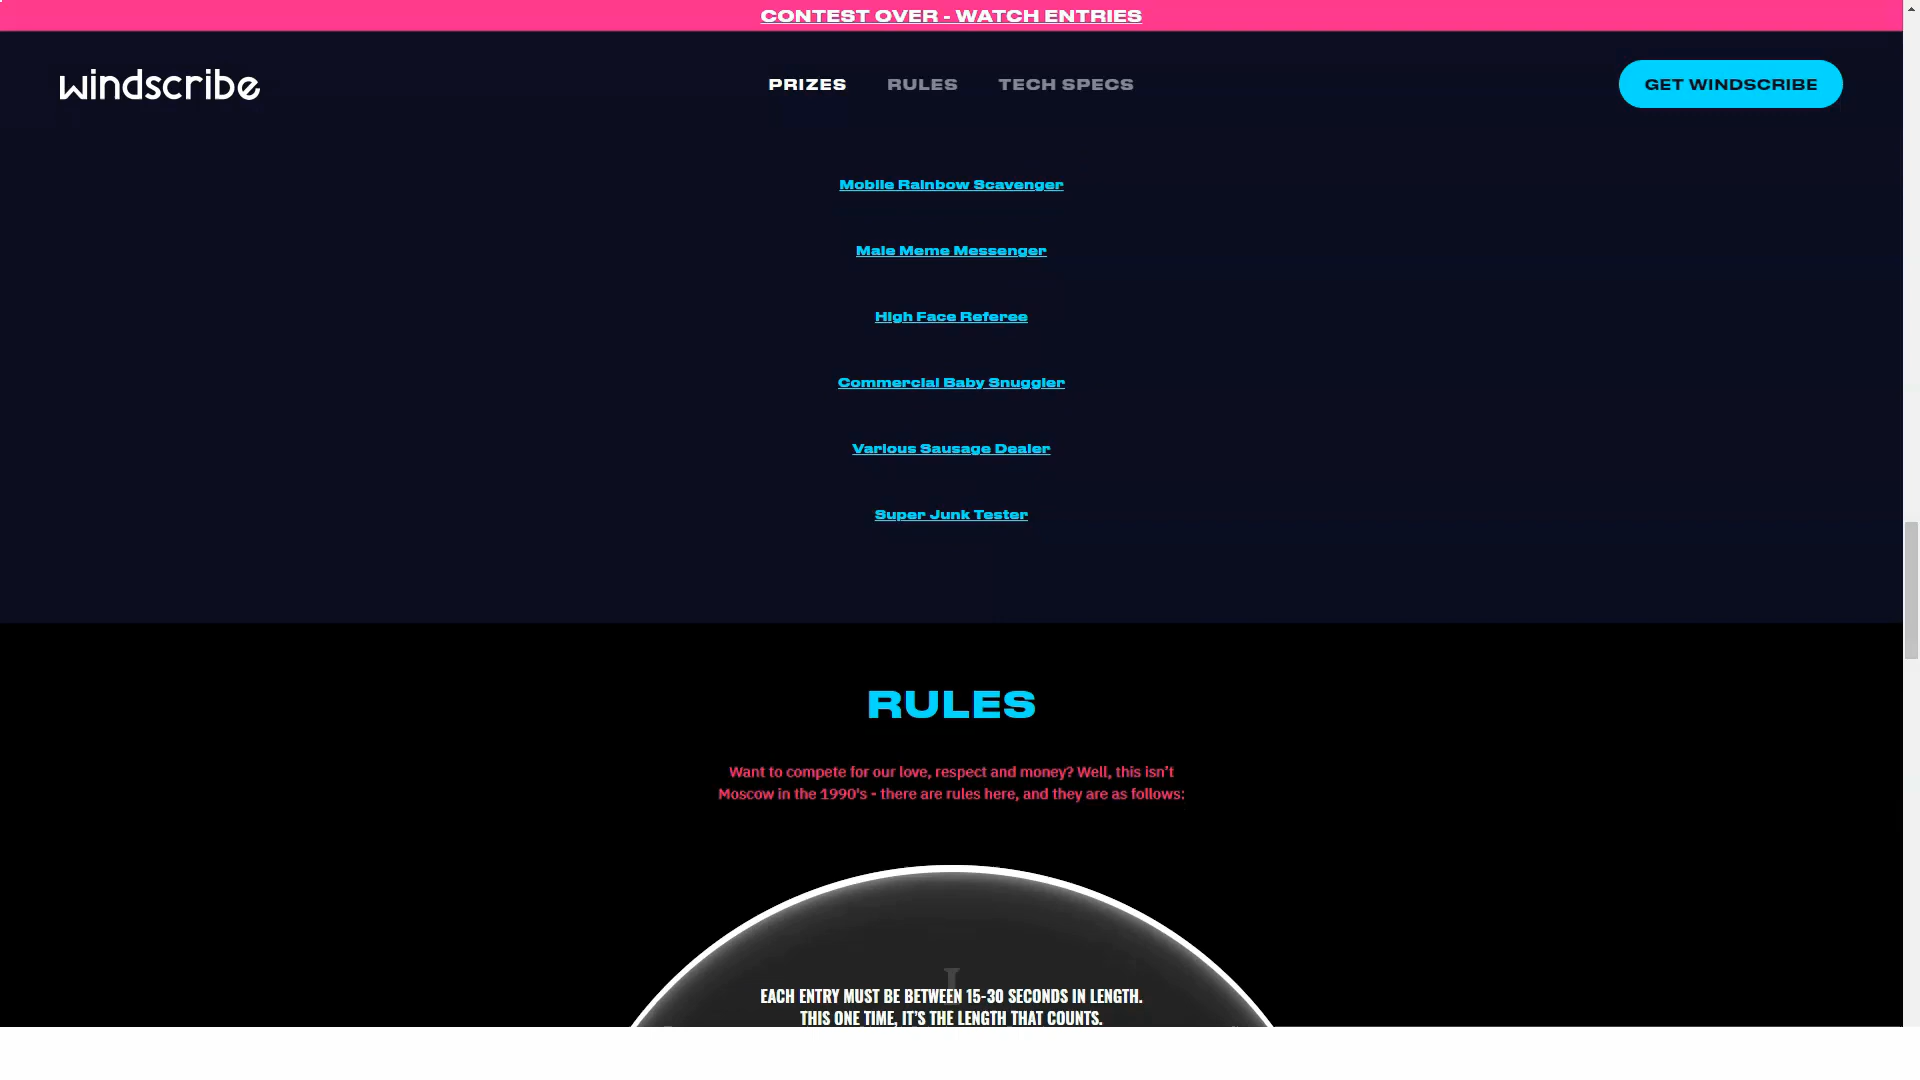 CONTEST OVER - WATCH ENTRIES
windscribe
PRIZES
RULES
TECH SPECS
GET WINDSCRIBE
Mobile Rainbow Scavenger
Male Meme Messenger
High Face Referee
Commercial Baby Snuggler
Various Sausage Dealer
Super Junk Tester
RULES
Want to compete for our love, respect and money? Well, this isn't
Moscow in the 1990's - there are rules here, and they are as follows:
I
EACH ENTRY MUST BE BETWEEN 15-30 SECONDS IN LENGTH.
THIS ONE TIME, IT'S THE LENGTH THAT COUNTS.